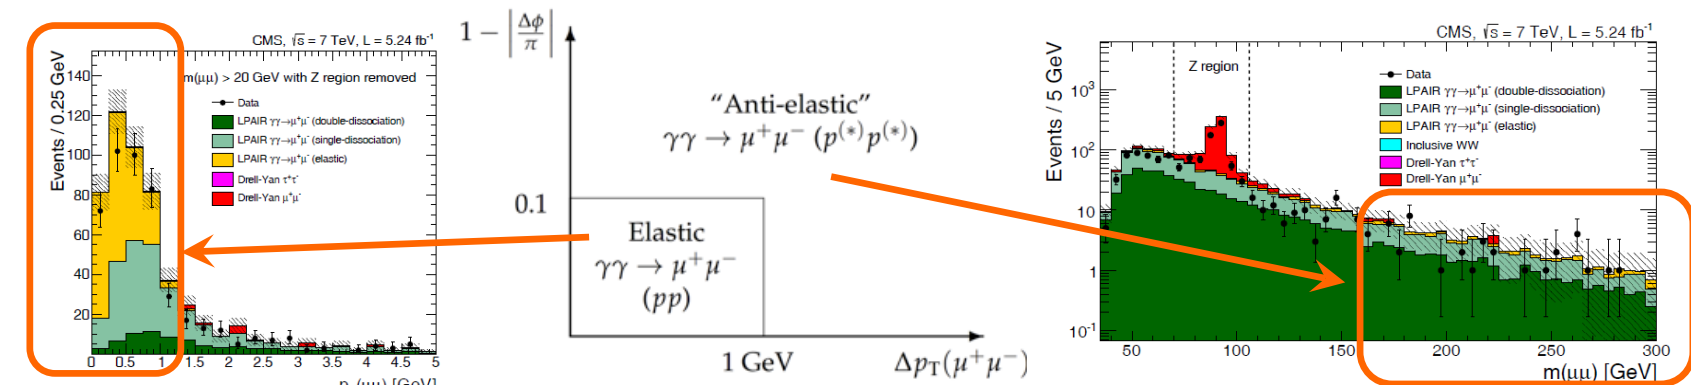 CMS, √s = 7 TeV, L = 5.24 fb⁻¹
Events / 0.25 GeV
m(μμ) > 20 GeV with Z region removed
Data
LPAIR γγ→μ⁺μ⁻ (double-dissociation)
LPAIR γγ→μ⁺μ⁻ (single-dissociation)
LPAIR γγ→μ⁺μ⁻ (elastic)
Drell-Yan τ⁺τ⁻
Drell-Yan μ⁺μ⁻
140
120
100
80
60
40
20
0 0.5 1 1.5 2 2.5 3 3.5 4 4.5 5
(μμ) [GeV]
1 − |Δφ/π|
"Anti-elastic"
γγ → μ⁺μ⁻ (p⁽*⁾p⁽*⁾)
0.1
Elastic
γγ → μ⁺μ⁻
(pp)
1 GeV
Δp_T(μ⁺μ⁻)
CMS, √s = 7 TeV, L = 5.24 fb⁻¹
Events / 5 GeV
Z region
Data
LPAIR γγ→μ⁺μ⁻ (double-dissociation)
LPAIR γγ→μ⁺μ⁻ (single-dissociation)
LPAIR γγ→μ⁺μ⁻ (elastic)
Inclusive WW
Drell-Yan τ⁺τ⁻
Drell-Yan μ⁺μ⁻
10³
10²
10
1
10⁻¹
50 100 150 200 250 300
m(μμ) [GeV]